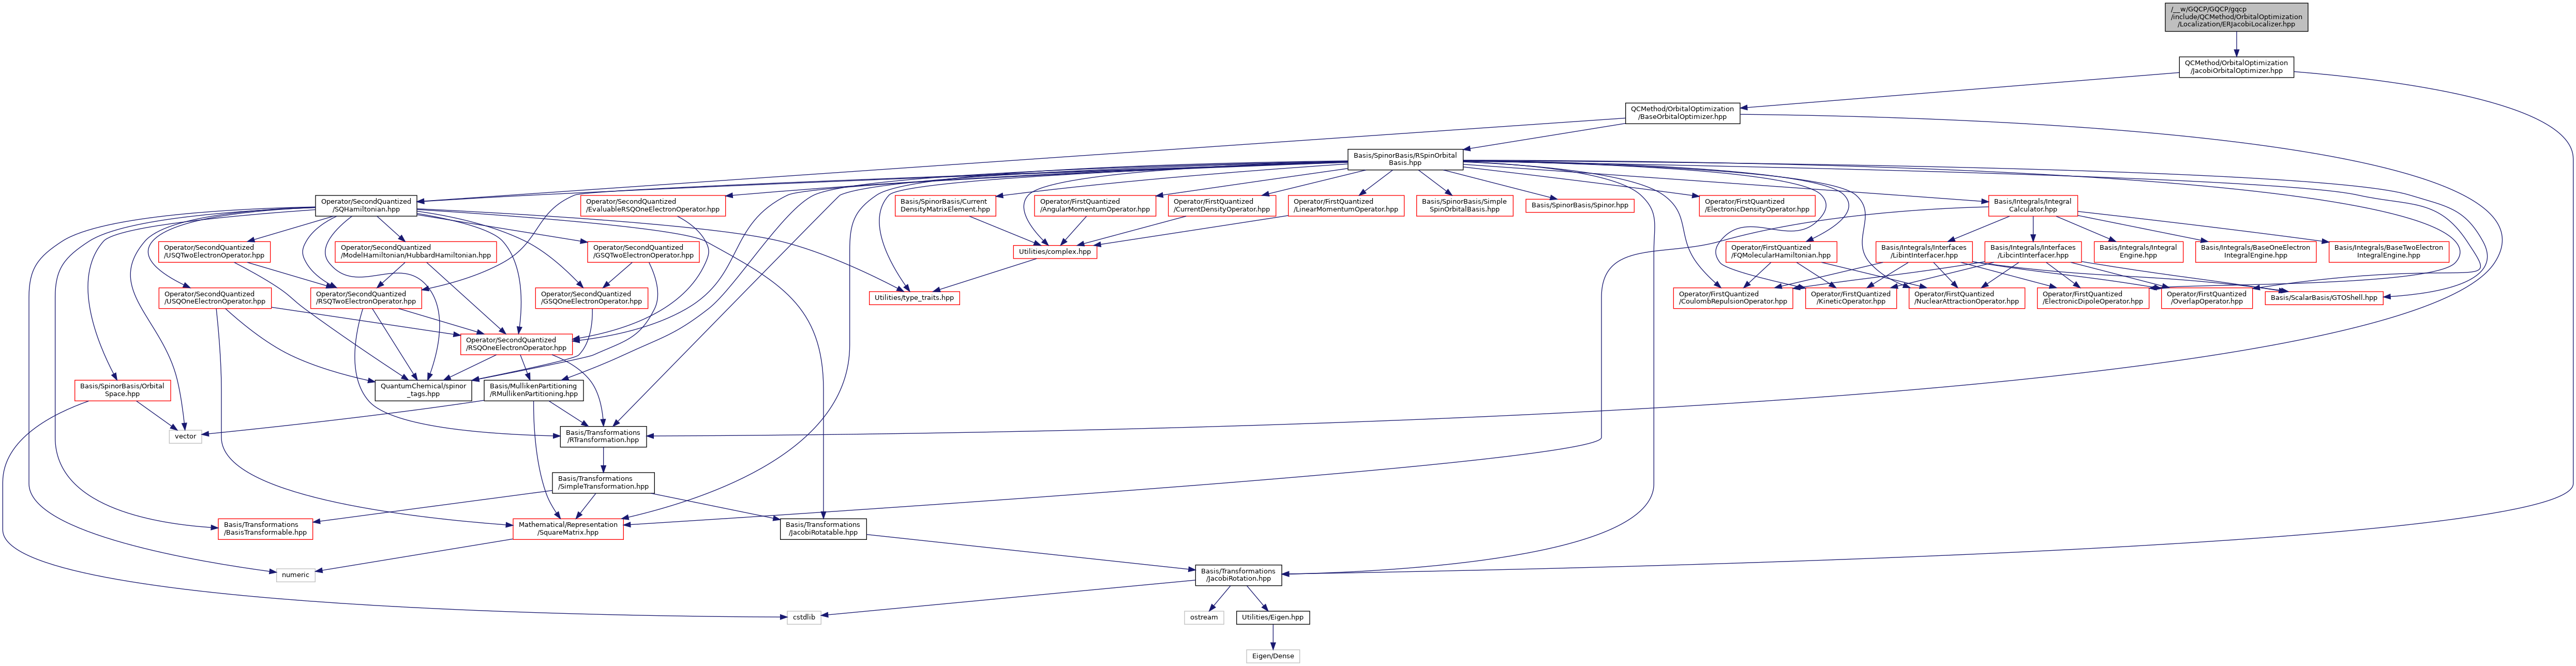 /__w/GQCP/GQCP/gqcp
/include/QCMethod/OrbitalOptimization
/Localization/ERJacobiLocalizer.hpp
QCMethod/OrbitalOptimization
/JacobiOrbitalOptimizer.hpp
QCMethod/OrbitalOptimization
/BaseOrbitalOptimizer.hpp
Basis/SpinorBasis/RSpinOrbital
Basis.hpp
Operator/SecondQuantized
/SQHamiltonian.hpp
Operator/SecondQuantized
/EvaluableRSQOneElectronOperator.hpp
Basis/SpinorBasis/Current
DensityMatrixElement.hpp
Operator/FirstQuantized
/AngularMomentumOperator.hpp
Operator/FirstQuantized
/CurrentDensityOperator.hpp
Operator/FirstQuantized
/LinearMomentumOperator.hpp
Basis/SpinorBasis/Simple
SpinOrbitalBasis.hpp
Basis/SpinorBasis/Spinor.hpp
Operator/FirstQuantized
/ElectronicDensityOperator.hpp
Basis/Integrals/Integral
Calculator.hpp
Operator/SecondQuantized
/USQTwoElectronOperator.hpp
Operator/SecondQuantized
/ModelHamiltonian/HubbardHamiltonian.hpp
Operator/SecondQuantized
/GSQTwoElectronOperator.hpp
Utilities/complex.hpp
Operator/FirstQuantized
/FQMolecularHamiltonian.hpp
Basis/Integrals/Interfaces
/LibintInterfacer.hpp
Basis/Integrals/Interfaces
/LibcintInterfacer.hpp
Basis/Integrals/Integral
Engine.hpp
Basis/Integrals/BaseOneElectron
IntegralEngine.hpp
Basis/Integrals/BaseTwoElectron
IntegralEngine.hpp
Operator/SecondQuantized
/USQOneElectronOperator.hpp
Operator/SecondQuantized
/RSQTwoElectronOperator.hpp
Operator/SecondQuantized
/GSQOneElectronOperator.hpp
Utilities/type_traits.hpp
Operator/FirstQuantized
/CoulombRepulsionOperator.hpp
Operator/FirstQuantized
/KineticOperator.hpp
Operator/FirstQuantized
/NuclearAttractionOperator.hpp
Operator/FirstQuantized
/ElectronicDipoleOperator.hpp
Operator/FirstQuantized
/OverlapOperator.hpp
Basis/ScalarBasis/GTOShell.hpp
Operator/SecondQuantized
/RSQOneElectronOperator.hpp
Basis/SpinorBasis/Orbital
Space.hpp
QuantumChemical/spinor
_tags.hpp
Basis/MullikenPartitioning
/RMullikenPartitioning.hpp
vector
Basis/Transformations
/RTransformation.hpp
Basis/Transformations
/SimpleTransformation.hpp
Basis/Transformations
/BasisTransformable.hpp
Mathematical/Representation
/SquareMatrix.hpp
Basis/Transformations
/JacobiRotatable.hpp
numeric
Basis/Transformations
/JacobiRotation.hpp
cstdlib
ostream
Utilities/Eigen.hpp
Eigen/Dense